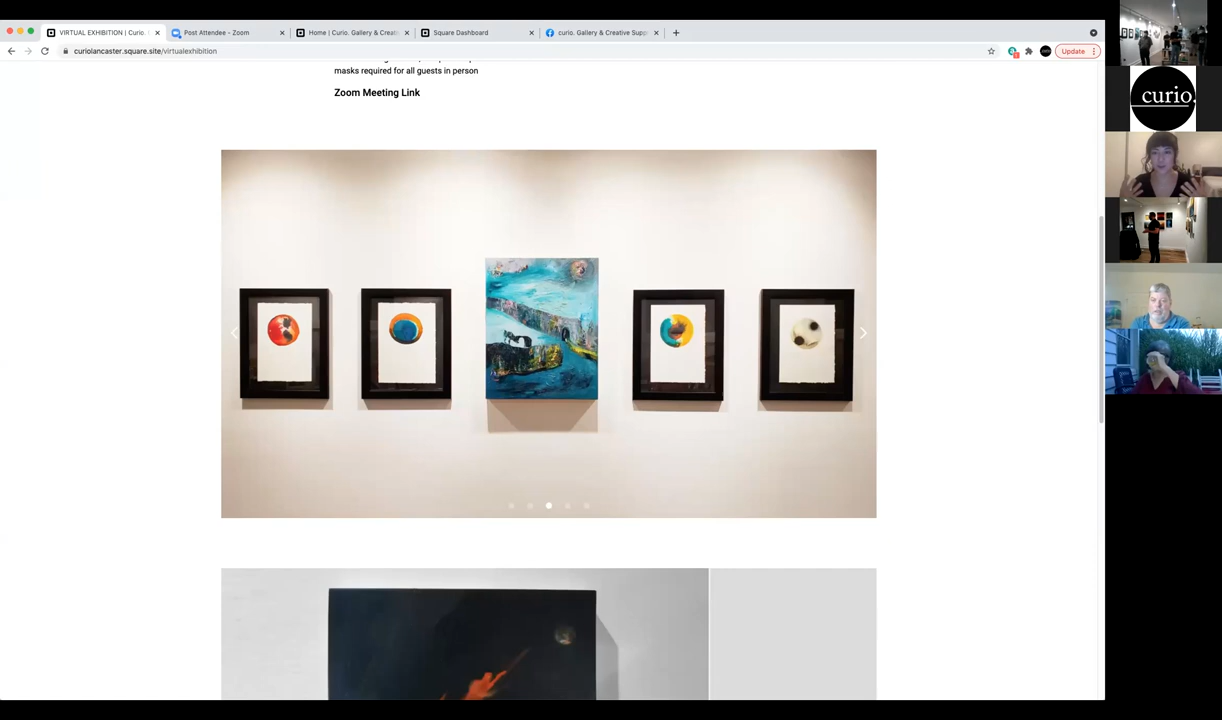 VIRTUAL EXHIBITION | Curio.
Post Attendee - Zoom
Home | Curio. Gallery & Creati
Square Dashboard
curio. Gallery & Creative Supp
curiolancaster.square.site/virtualexhibition
Update
masks required for all guests in person
Zoom Meeting Link
curio.